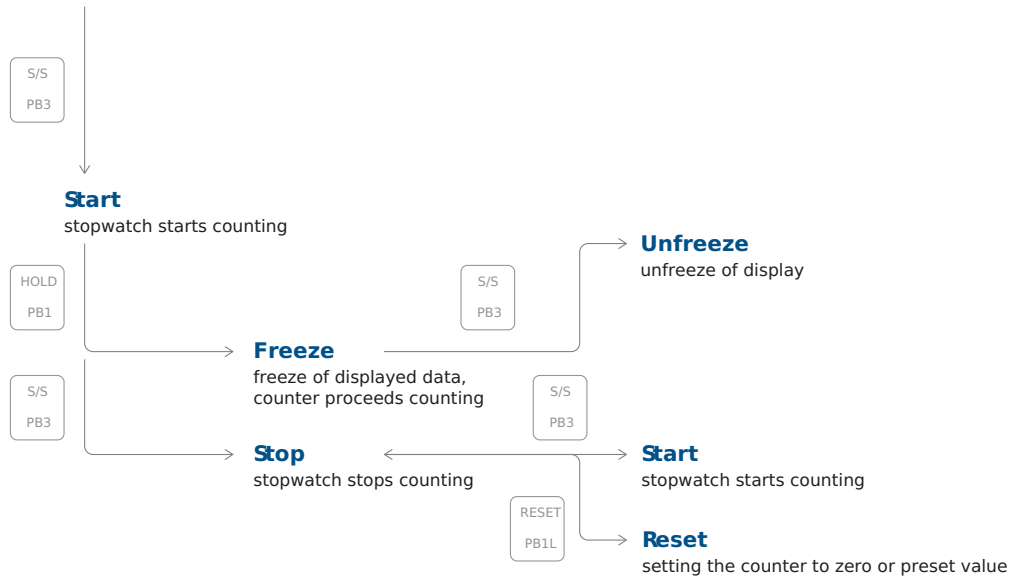 S/S
PB3
Start
stopwatch starts counting
HOLD
PB1
S/S
PB3
Unfreeze
unfreeze of display
Freeze
freeze of displayed data,
counter proceeds counting
S/S
PB3
S/S
PB3
Stop
stopwatch stops counting
Start
stopwatch starts counting
RESET
PB1L
Reset
setting the counter to zero or preset value